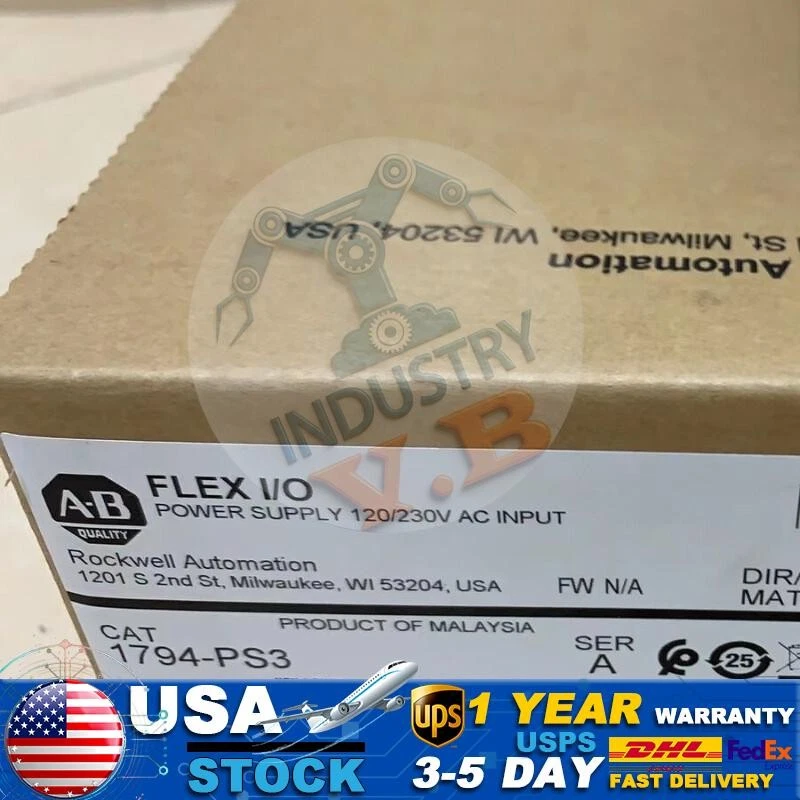 St, Milwaukee, WI 53204, USA
Automation
INDUSTRY
Y.B
A-B
QUALITY
FLEX I/O
POWER SUPPLY 120/230V AC INPUT
Rockwell Automation
1201 S 2nd St, Milwaukee, WI 53204, USA
FW N/A
DIR/
MAT
PRODUCT OF MALAYSIA
CAT
1794-PS3
SER
A
25
USA
STOCK
ups
1 YEAR WARRANTY
USPS
DHL
FedEx
Express
3-5 DAY
FAST DELIVERY